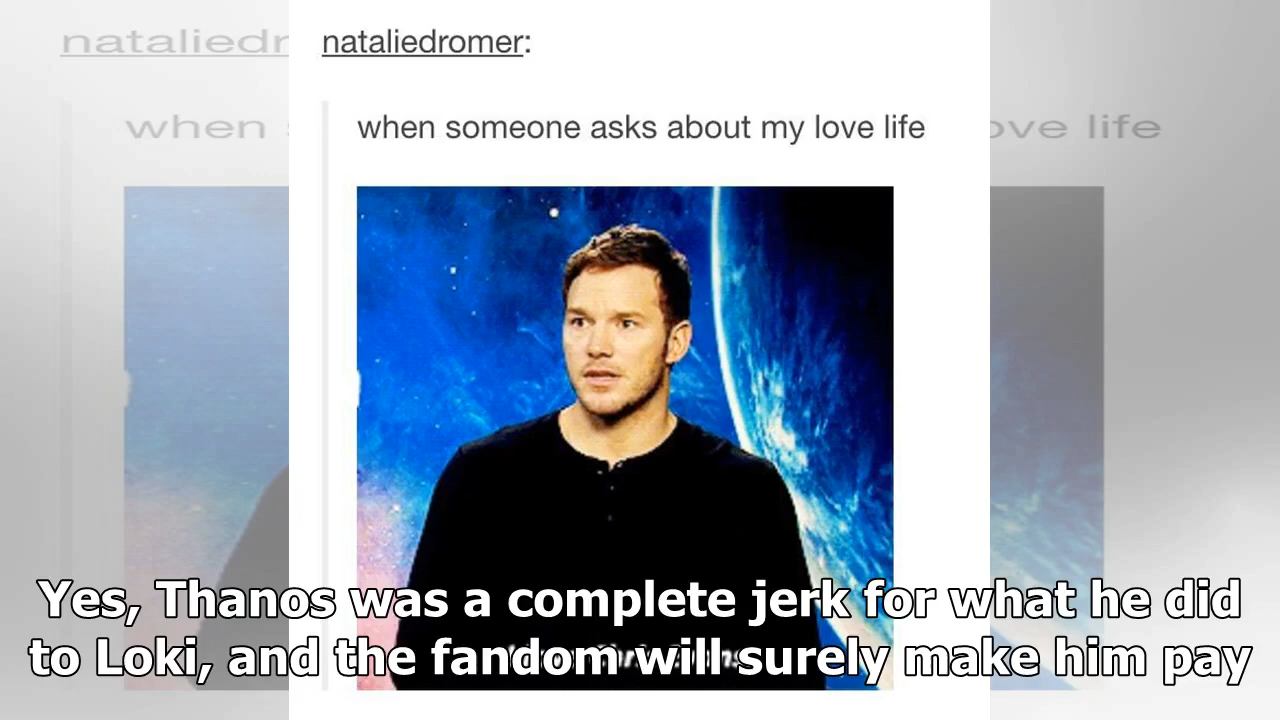 nataliedromer:
when someone asks about my love life
Yes, Thanos was a complete jerk for what he did
to Loki, and the fandom will surely make him pay